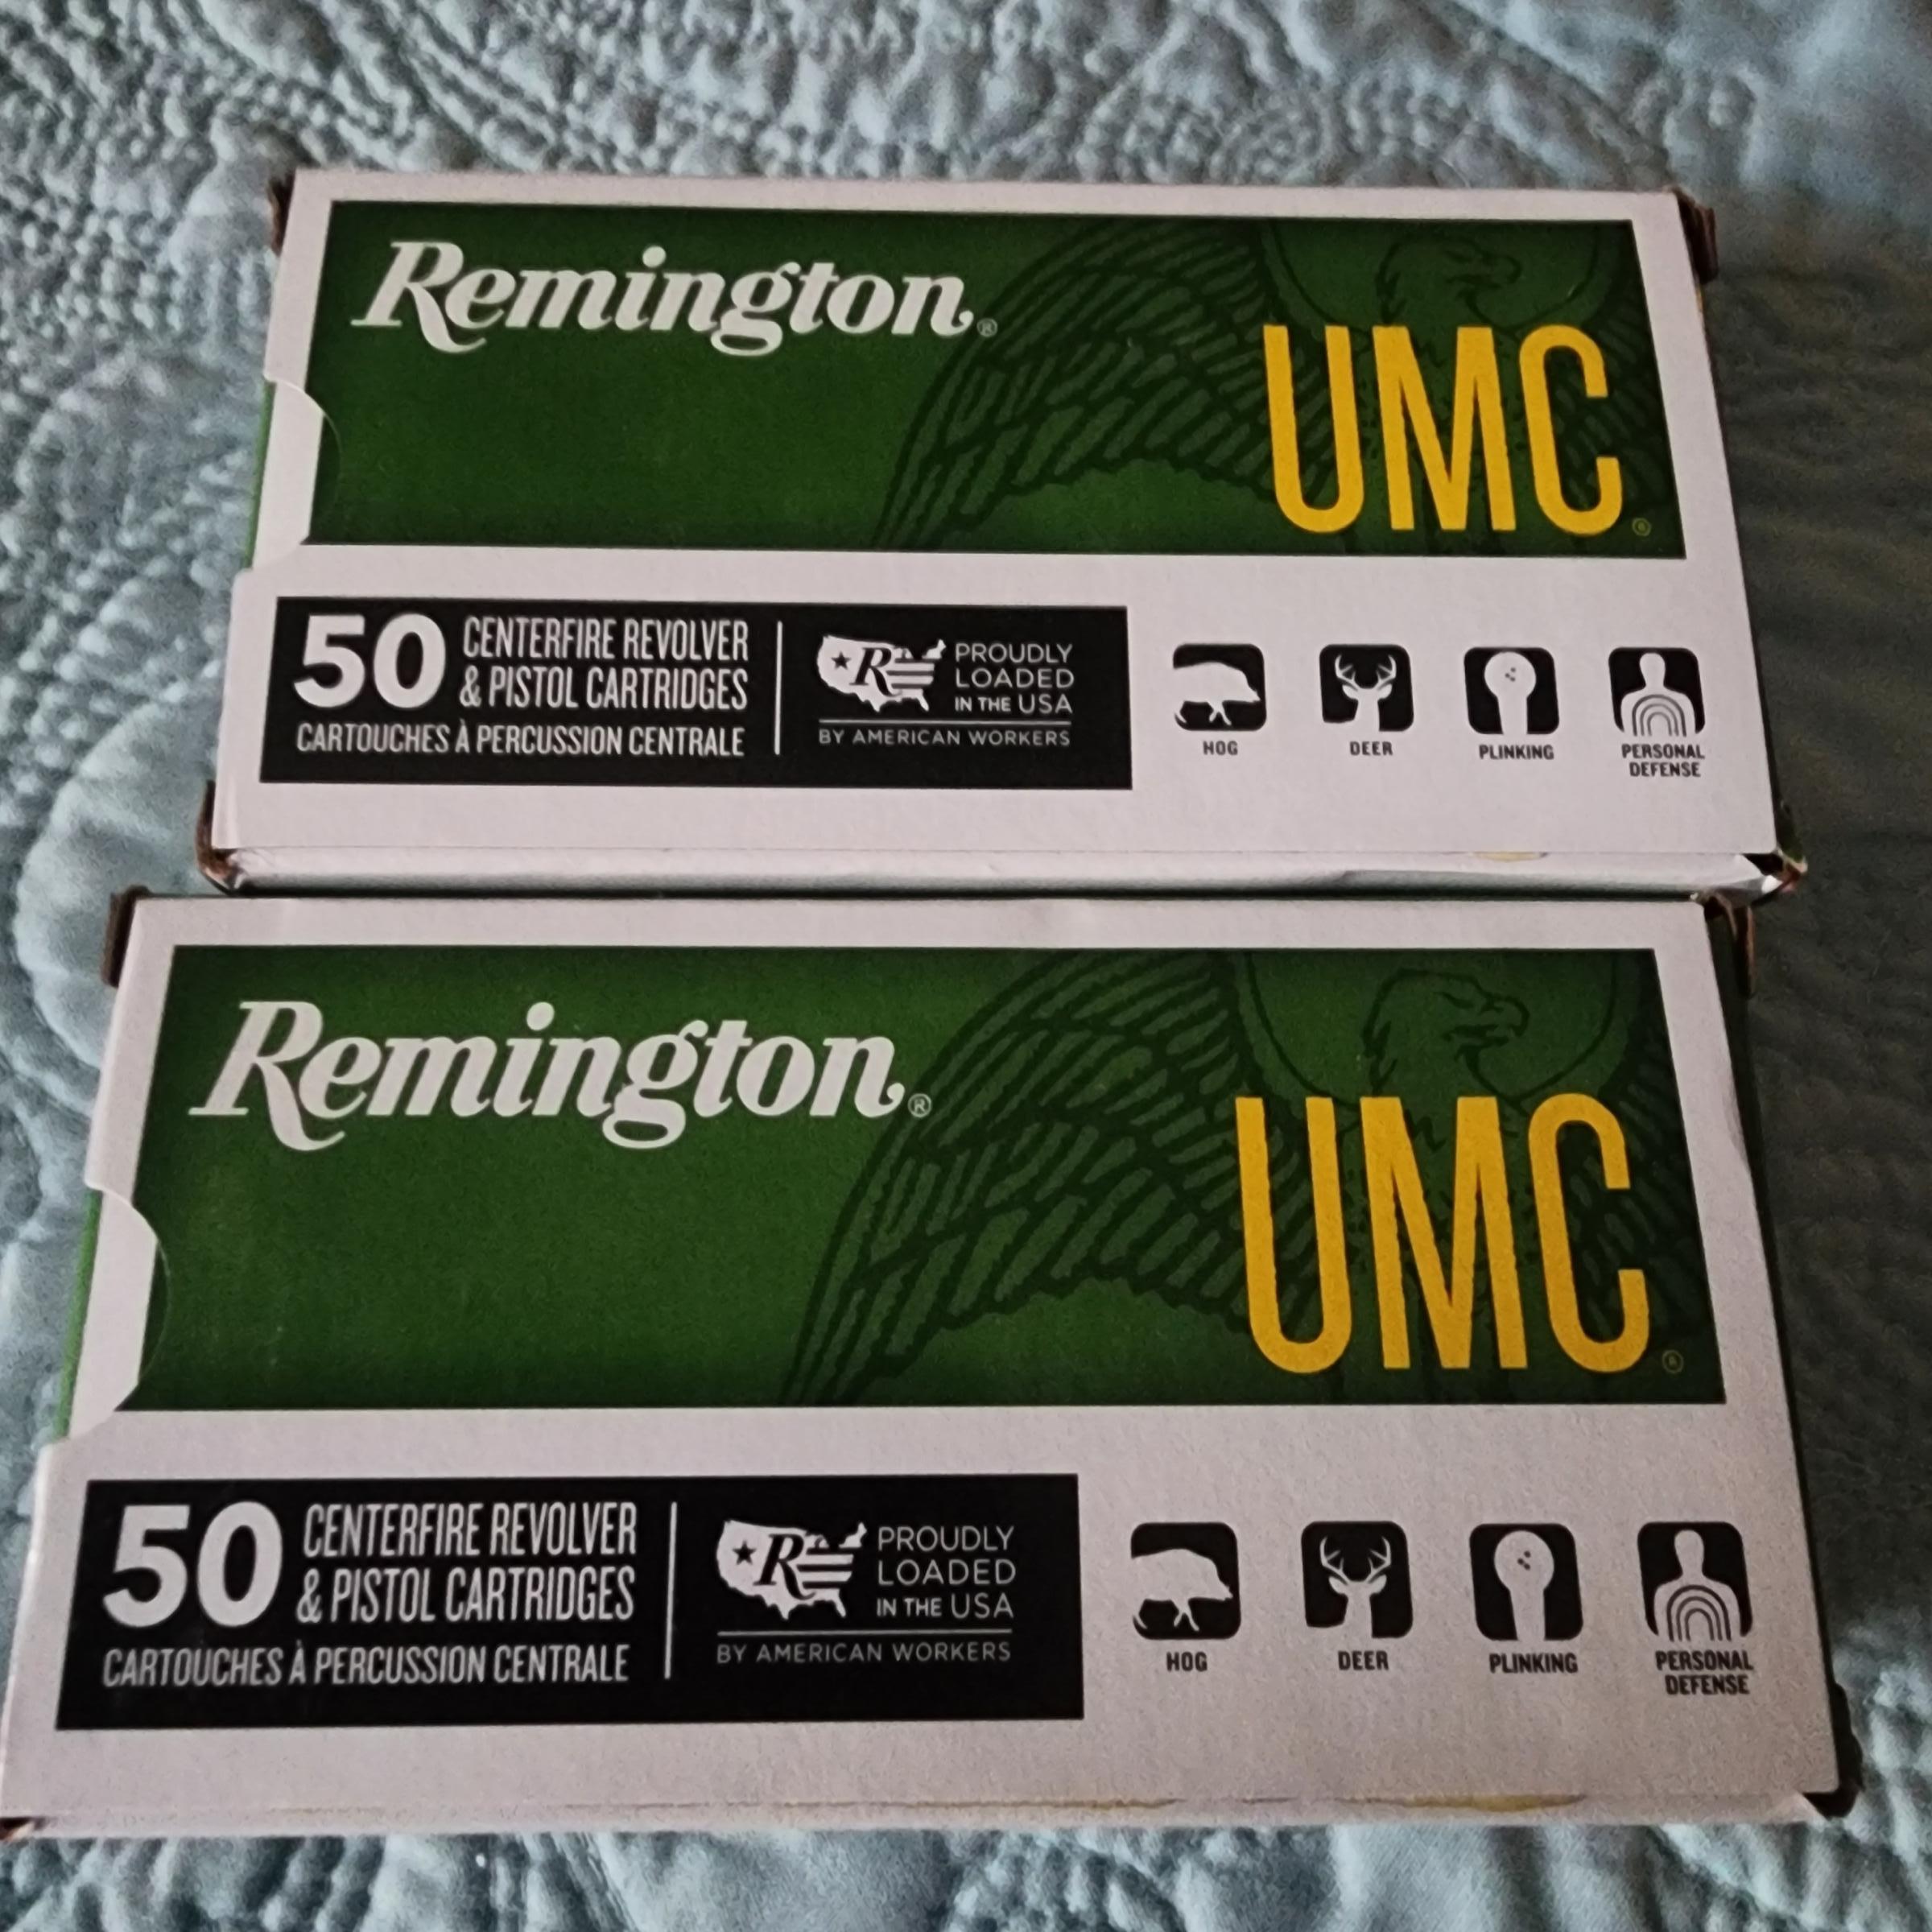 Remington®
UMC®
50 CENTERFIRE REVOLVER
& PISTOL CARTRIDGES
CARTOUCHES À PERCUSSION CENTRALE
R
PROUDLY
LOADED
IN THE USA
BY AMERICAN WORKERS
HOG
DEER
PLINKING
PERSONAL
DEFENSE
Remington®
UMC®
50 CENTERFIRE REVOLVER
& PISTOL CARTRIDGES
CARTOUCHES À PERCUSSION CENTRALE
R
PROUDLY
LOADED
IN THE USA
BY AMERICAN WORKERS
HOG
DEER
PLINKING
PERSONAL
DEFENSE